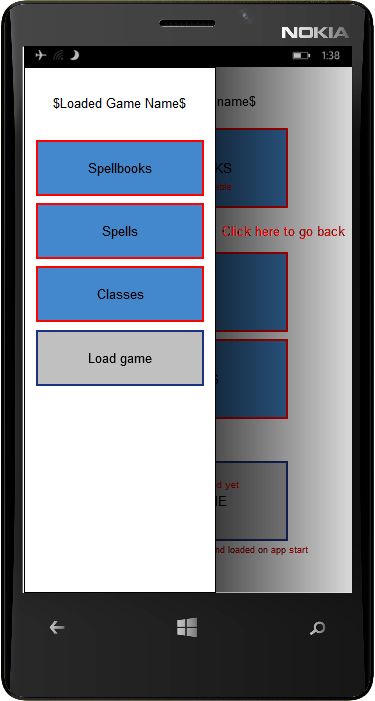 NOKIA
1:38
$Loaded Game Name$
name$
Spellbooks
KS
Spells
Click here to go back
Classes
S
Load game
d yet
IE
nd loaded on app start